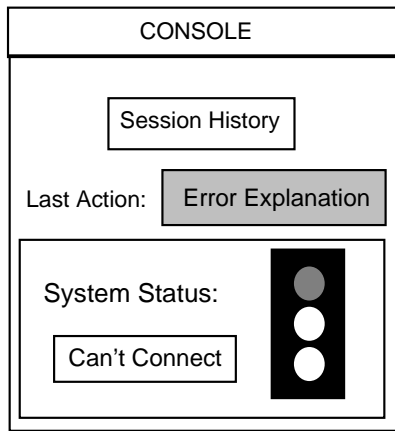 CONSOLE
Session History
Last Action: Error Explanation
System Status:
Can't Connect